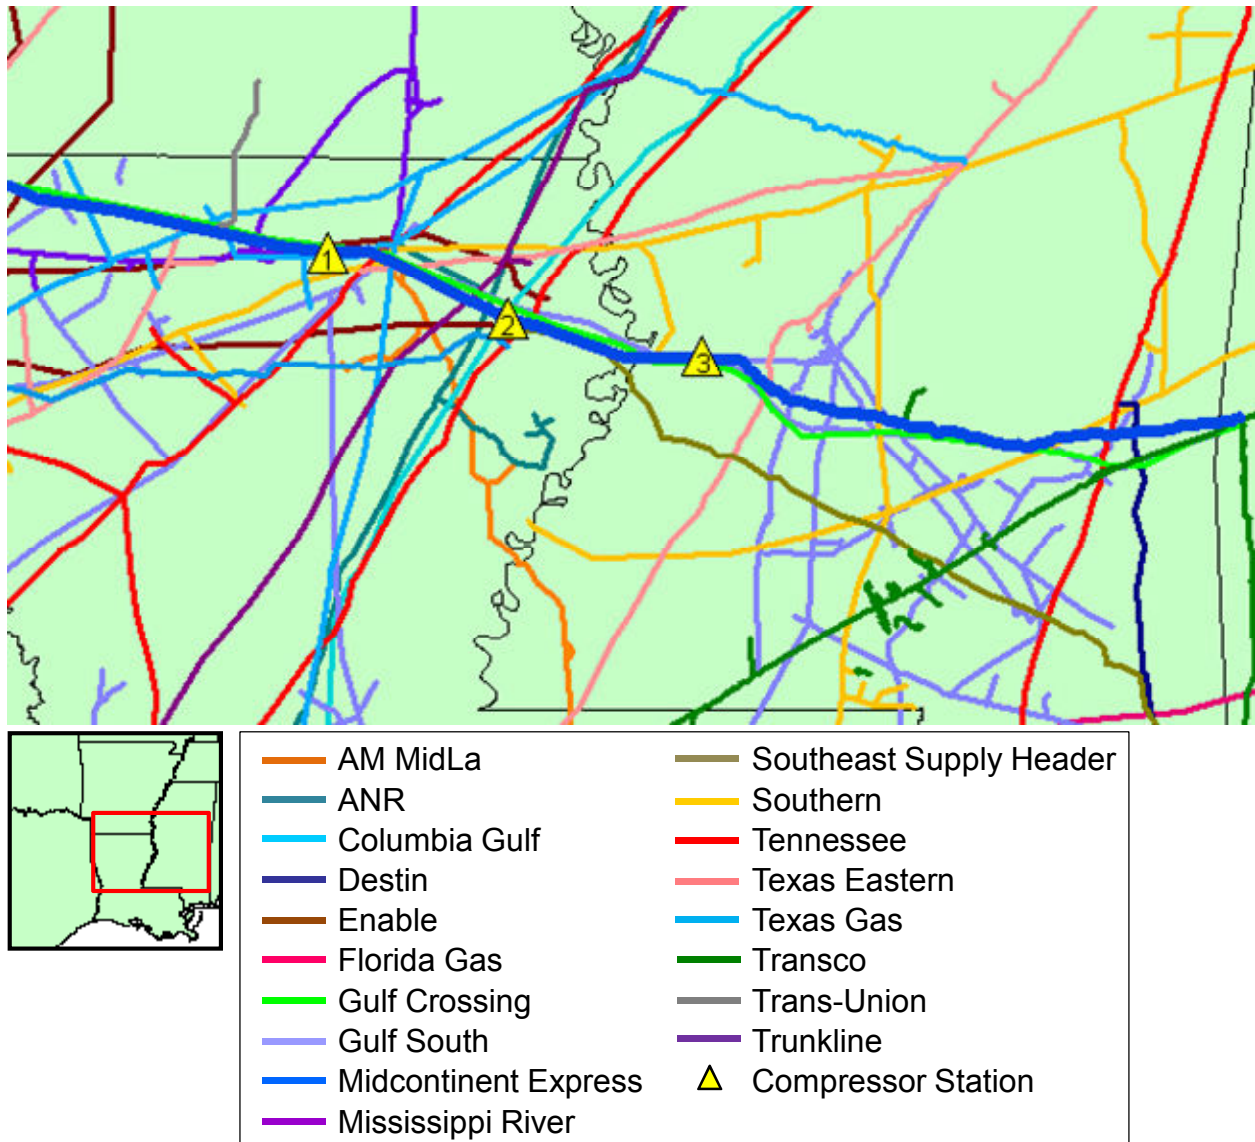 1
2
3
AM MidLa
ANR
Columbia Gulf
Destin
Enable
Florida Gas
Gulf Crossing
Gulf South
Midcontinent Express
Mississippi River
Southeast Supply Header
Southern
Tennessee
Texas Eastern
Texas Gas
Transco
Trans-Union
Trunkline
Compressor Station